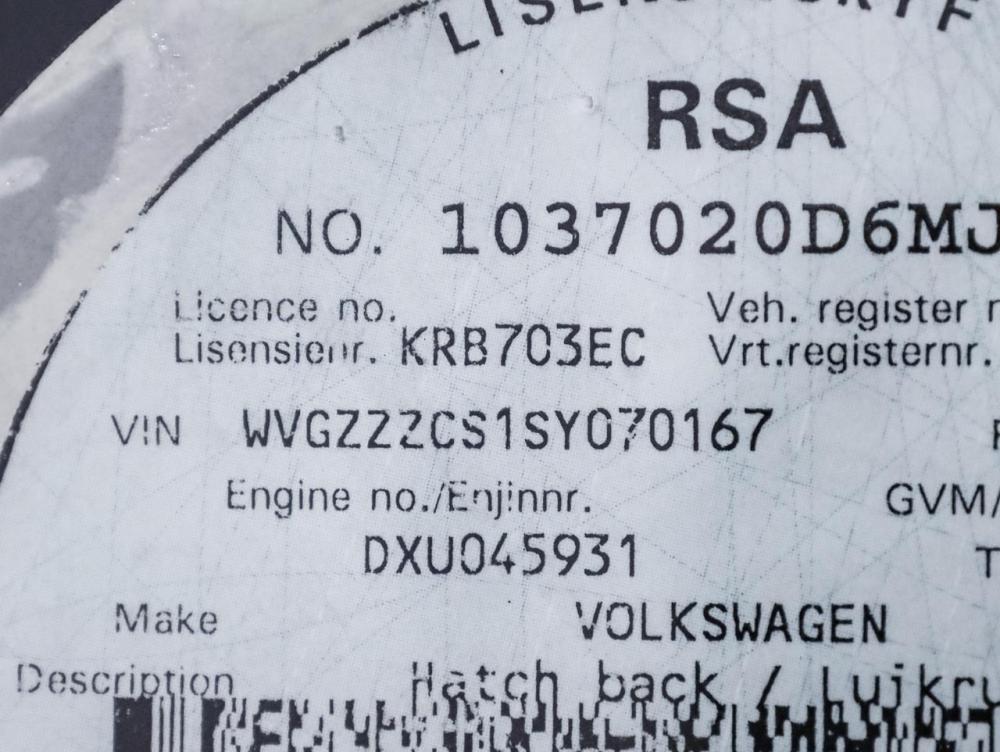 RSA
NO. 1037020D6MJ
Licence no.
Veh. register
Lisensienr. KRB703EC
Vrt.registernr.
VIN WVGZZZCS1SY070167
Engine no./Enjinnr.
GVM/
DXU045931
T
Make VOLKSWAGEN
Description Hatch back / Luikru